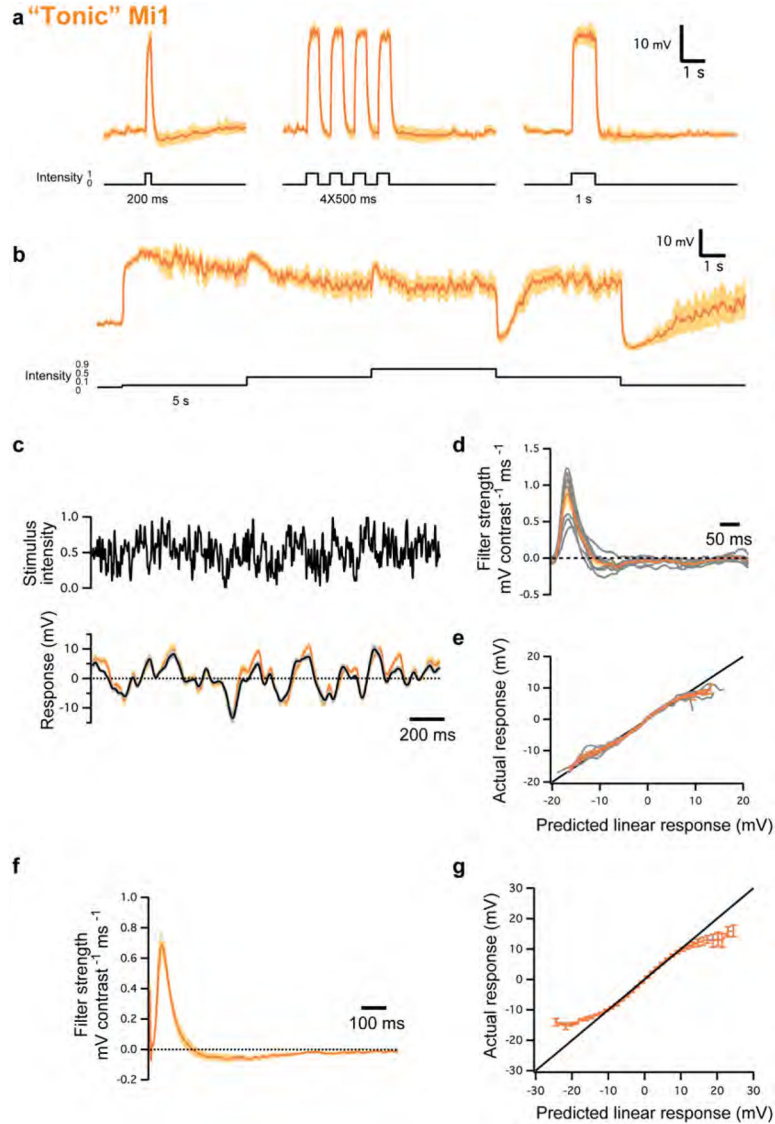 a "Tonic" Mi1
10 mV
1 s
Intensity
1
0
200 ms
4X500 ms
1 s
b
10 mV
1 s
Intensity
0.9
0.5
0.1
0
5 s
c
Stimulus
intensity
1.0
0.5
0.0
Response (mV)
10
0
-10
200 ms
d
Filter strength
mV contrast -1 ms -1
1.5
1.0
0.5
0.0
-0.5
50 ms
e
Actual response (mV)
20
10
0
-10
-20
-20 -10 0 10 20
Predicted linear response (mV)
f
Filter strength
mV contrast -1 ms -1
1.0
0.8
0.6
0.4
0.2
0.0
-0.2
100 ms
g
Actual response (mV)
30
20
10
0
-10
-20
-30
-30 -20 -10 0 10 20 30
Predicted linear response (mV)